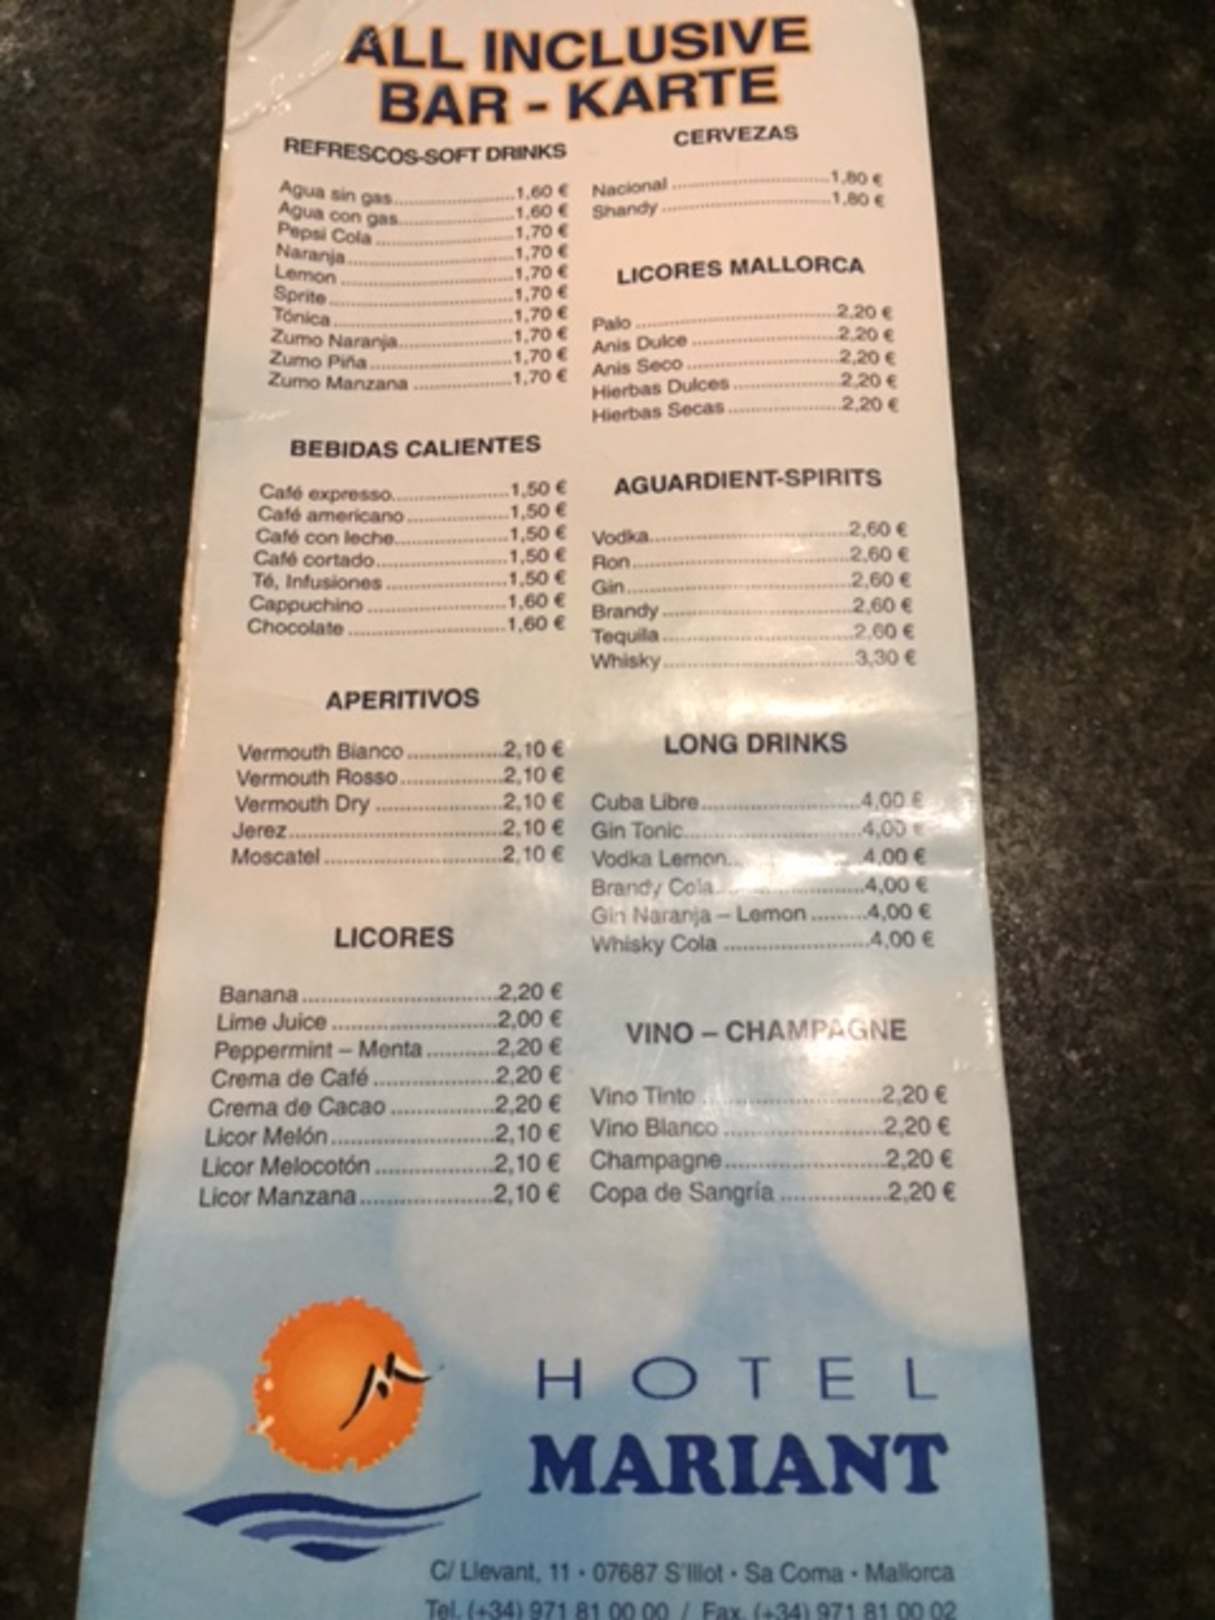 ALL INCLUSIVE
BAR - KARTE
REFRESCOS-SOFT DRINKS
Agua sin gas 1,60 €
Agua con gas 1,60 €
Pepsi Cola 1,70 €
Naranja 1,70 €
Lemon 1,70 €
Sprite 1,70 €
Tónica 1,70 €
Zumo Naranja 1,70 €
Zumo Piña 1,70 €
Zumo Manzana 1,70 €
BEBIDAS CALIENTES
Café expresso 1,50 €
Café americano 1,50 €
Café con leche 1,50 €
Café cortado 1,50 €
Té, Infusiones 1,50 €
Cappuchino 1,60 €
Chocolate 1,60 €
APERITIVOS
Vermouth Bianco 2,10 €
Vermouth Rosso 2,10 €
Vermouth Dry 2,10 €
Jerez 2,10 €
Moscatel 2,10 €
LICORES
Banana 2,20 €
Lime Juice 2,00 €
Peppermint – Menta 2,20 €
Crema de Café 2,20 €
Crema de Cacao 2,20 €
Licor Melón 2,10 €
Licor Melocotón 2,10 €
Licor Manzana 2,10 €
CERVEZAS
Nacional 1,80 €
Shandy 1,80 €
LICORES MALLORCA
Palo 2,20 €
Anis Dulce 2,20 €
Anis Seco 2,20 €
Hierbas Dulces 2,20 €
Hierbas Secas 2,20 €
AGUARDIENT-SPIRITS
Vodka 2,60 €
Ron 2,60 €
Gin 2,60 €
Brandy 2,60 €
Tequila 2,60 €
Whisky 3,30 €
LONG DRINKS
Cuba Libre 4,00 €
Gin Tonic 4,00 €
Vodka Lemon 4,00 €
Brandy Cola 4,00 €
Gin Naranja – Lemon 4,00 €
Whisky Cola 4,00 €
VINO – CHAMPAGNE
Vino Tinto 2,20 €
Vino Blanco 2,20 €
Champagne 2,20 €
Copa de Sangría 2,20 €
HOTEL
MARIANT
C/ Llevant, 11 · 07687 S'Illot · Sa Coma · Mallorca
Tel. (+34) 971 81 00 00 / Fax. (+34) 971 81 00 02